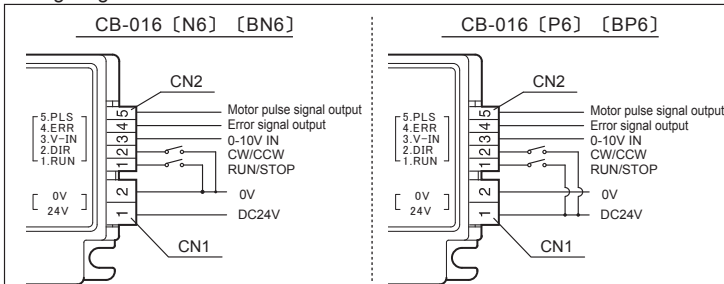 CB-016 〔N6〕 〔BN6〕
CN2
5.PLS
4.ERR
3.V-IN
2.DIR
1.RUN
0V
24V
5
4
3
2
1
2
1
Motor pulse signal output
Error signal output
0-10V IN
CW/CCW
RUN/STOP
0V
DC24V
CN1
CB-016 〔P6〕 〔BP6〕
CN2
5.PLS
4.ERR
3.V-IN
2.DIR
1.RUN
0V
24V
5
4
3
2
1
2
1
Motor pulse signal output
Error signal output
0-10V IN
CW/CCW
RUN/STOP
0V
DC24V
CN1